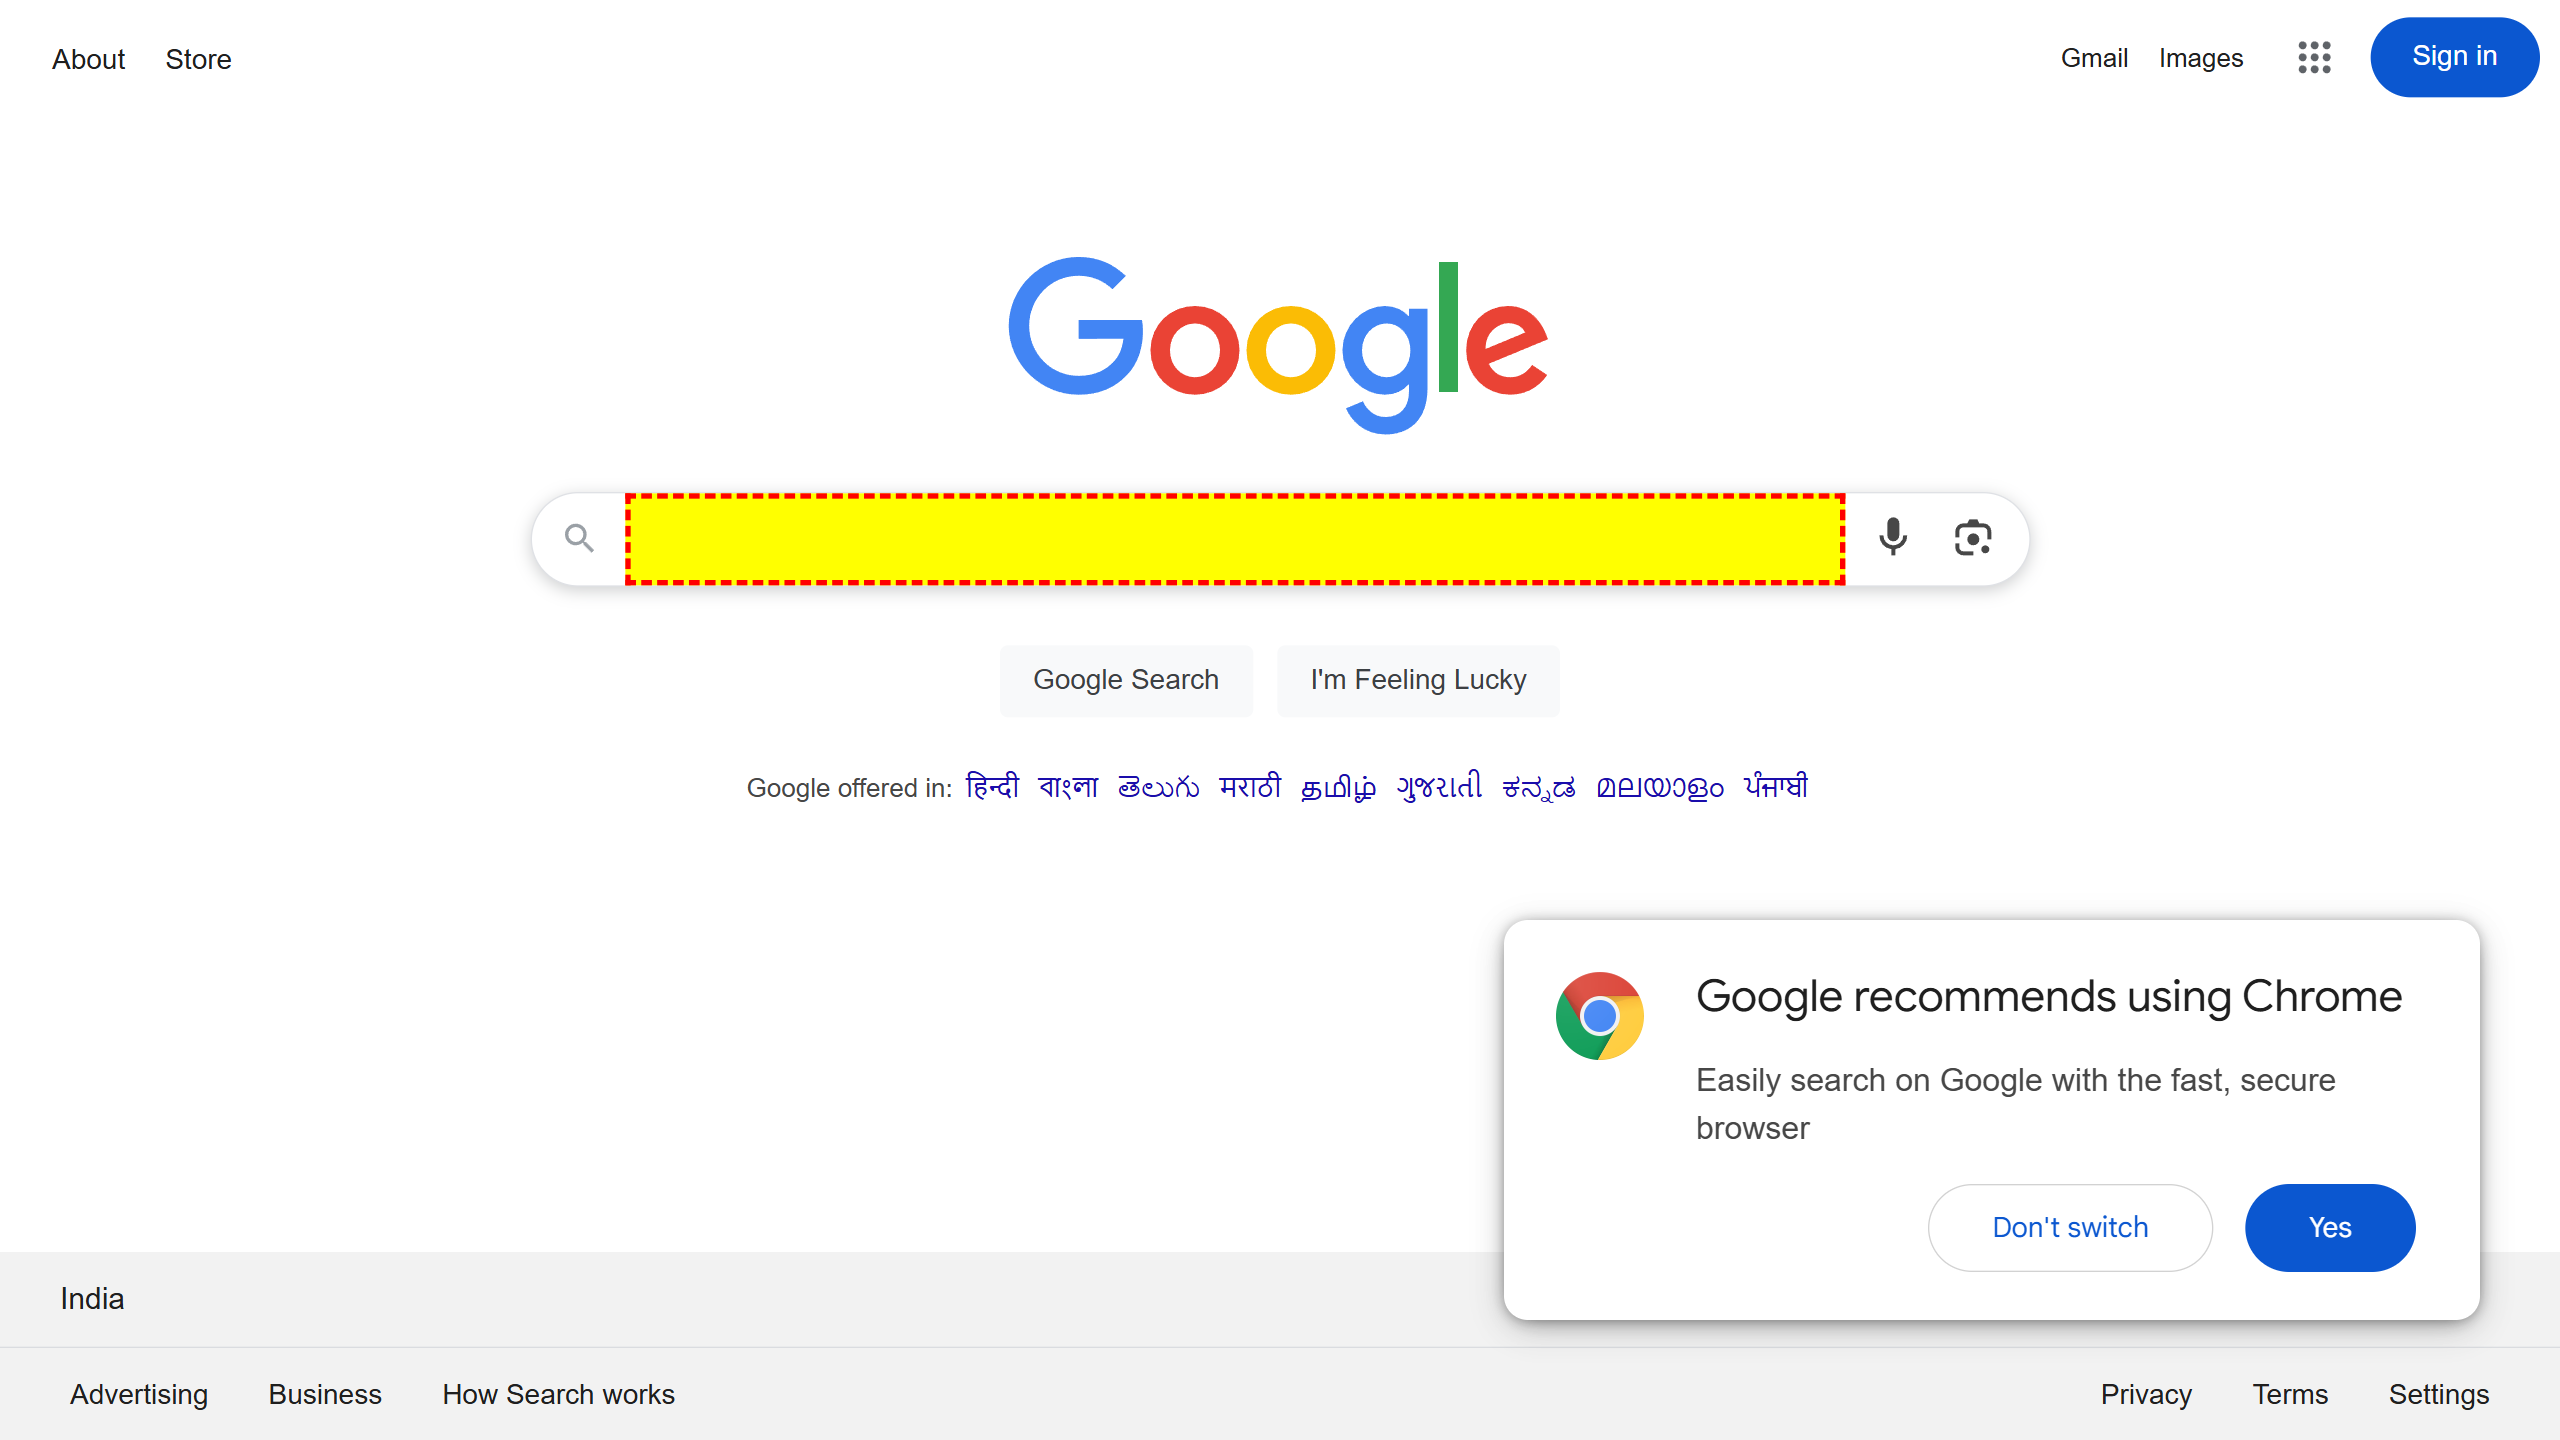 About Store Gmail Images Sign in
Google
Google Search I'm Feeling Lucky
Google offered in: हिन्दी বাংলা తెలుగు मराठी தமிழ் ગુજરાતી ಕನ್ನಡ മലയാളം ਪੰਜਾਬੀ
Google recommends using Chrome
Easily search on Google with the fast, secure
browser
Don't switch Yes
India
Advertising Business How Search works Privacy Terms Settings